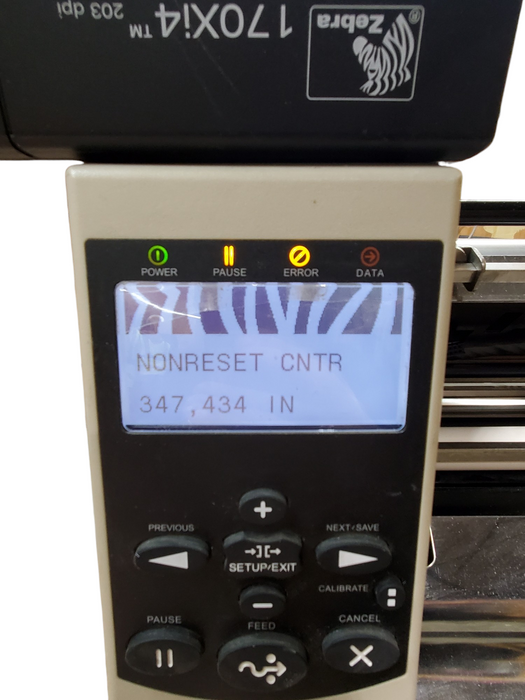 203 dpi
170Xi4™
Zebra®
POWER PAUSE ERROR DATA
NONRESET CNTR
347,434 IN
+
PREVIOUS NEXT/SAVE
SETUP/EXIT
CALIBRATE
−
PAUSE FEED CANCEL